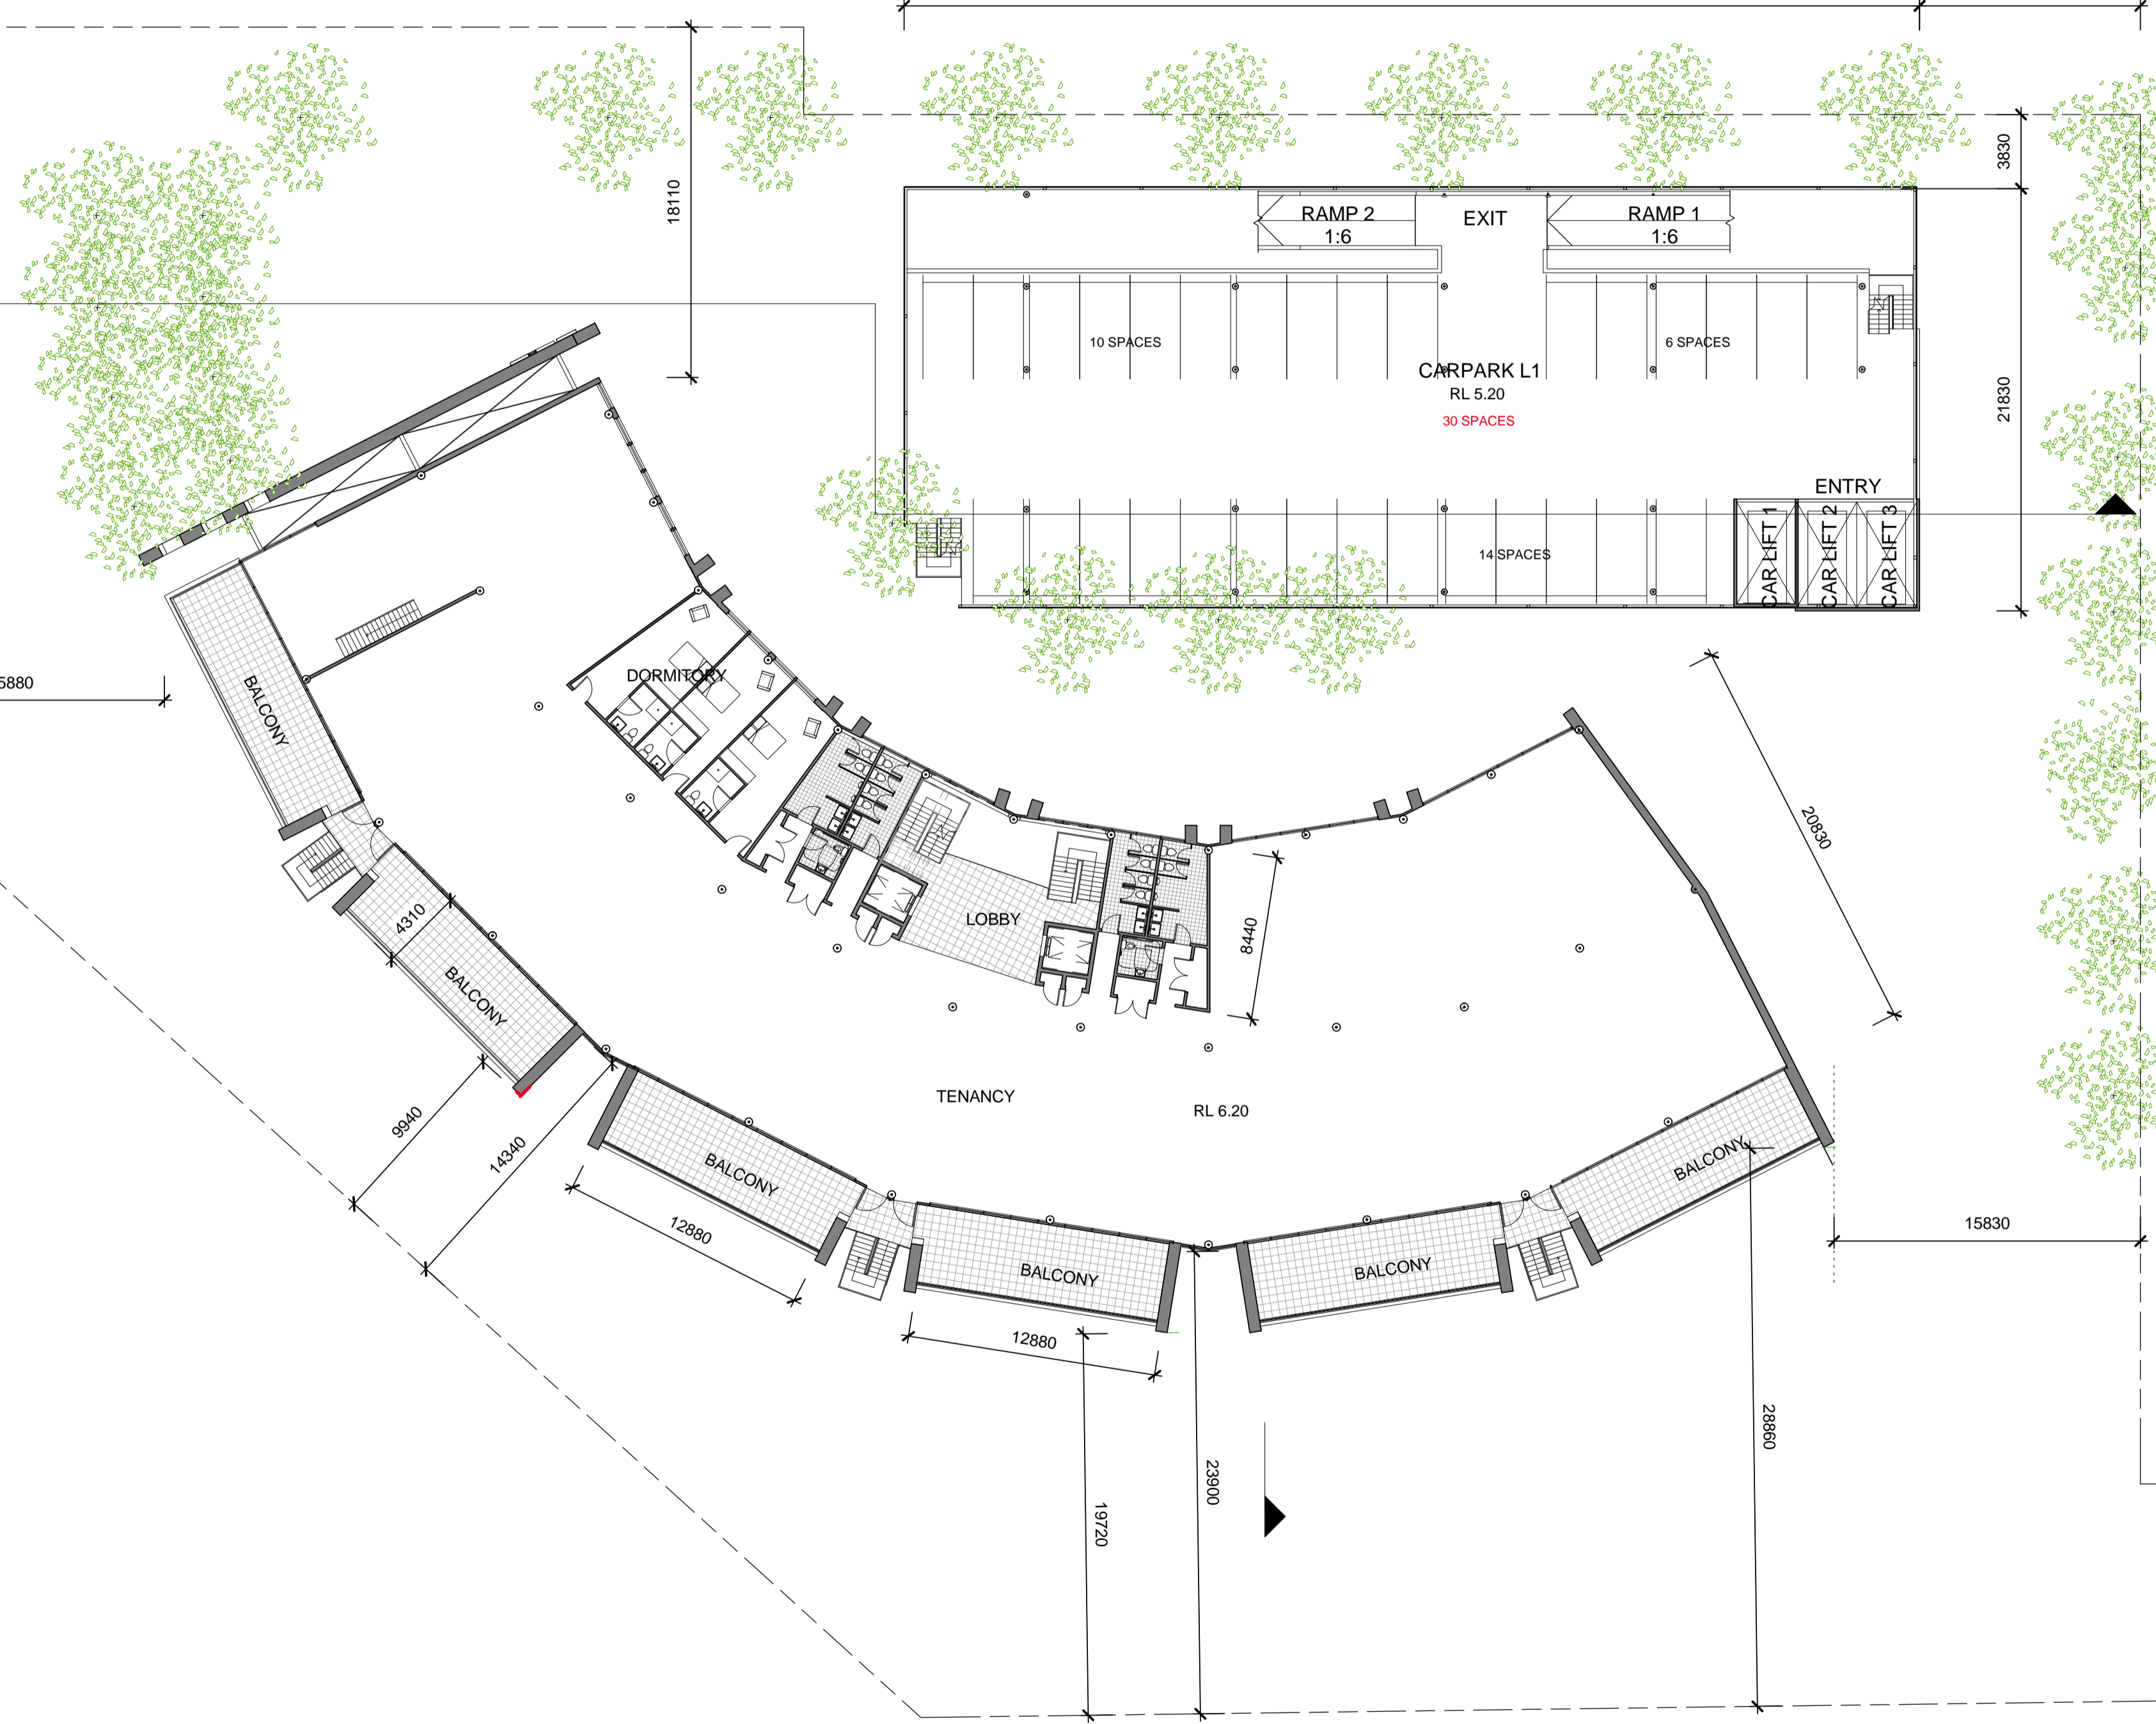 18110
3830
RAMP 2
1:6
EXIT
RAMP 1
1:6
10 SPACES
6 SPACES
CARPARK L1
RL 5.20
30 SPACES
21830
ENTRY
14 SPACES
CAR LIFT 1
CAR LIFT 2
CAR LIFT 3
5880
BALCONY
DORMITORY
20830
4310
LOBBY
8440
BALCONY
TENANCY
RL 6.20
9940
14340
BALCONY
BALCONY
12880
15830
BALCONY
BALCONY
12880
28860
23900
19720